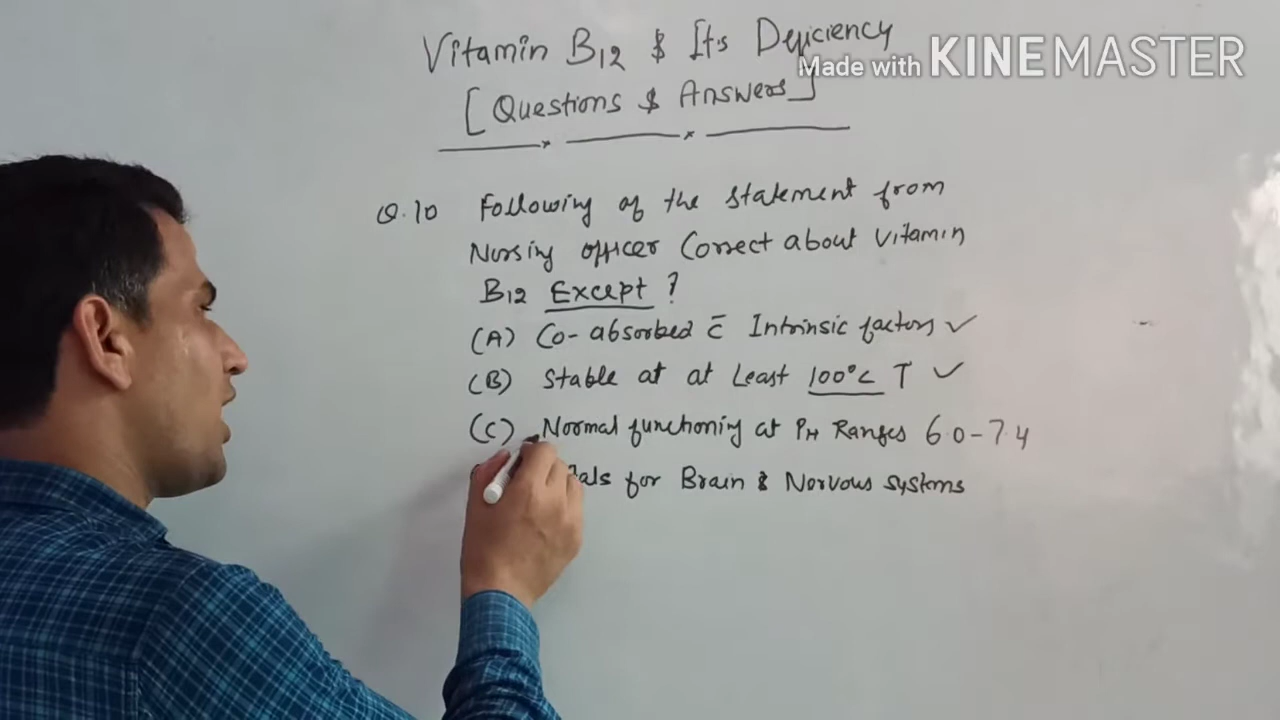 Vitamin B12 & It's Deficiency
Made with KINEMASTER
[Questions & Answers]
Q.10 Following of the statement from
Nursing officer Correct about Vitamin
B12 Except ?
(A) Co-absorbed c̄ Intrinsic factors ✓
(B) Stable at at Least 100°C T ✓
(C) Normal functioning at PH Ranges 6.0-7.4
for Brain & Nervous systems